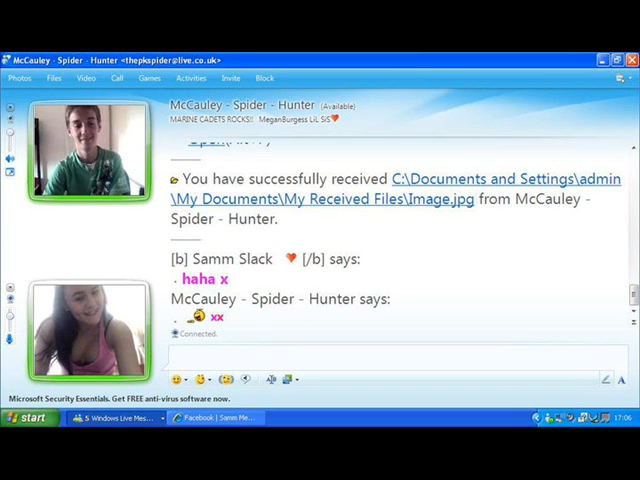 McCauley - Spider - Hunter <thepkspider@live.co.uk>
Photos Files Video Call Games Activities Invite Block
McCauley - Spider - Hunter (Available)
MARINE CADETS ROCKS!! MeganBurgess LiL SiS
You have successfully received C:\Documents and Settings\admin
\My Documents\My Received Files\Image.jpg from McCauley -
Spider - Hunter.
[b] Samm Slack [/b] says:
haha x
McCauley - Spider - Hunter says:
xx
Connected.
Microsoft Security Essentials. Get FREE anti-virus software now.
start 5 Windows Live Mes... Facebook | Samm Me... 17:06